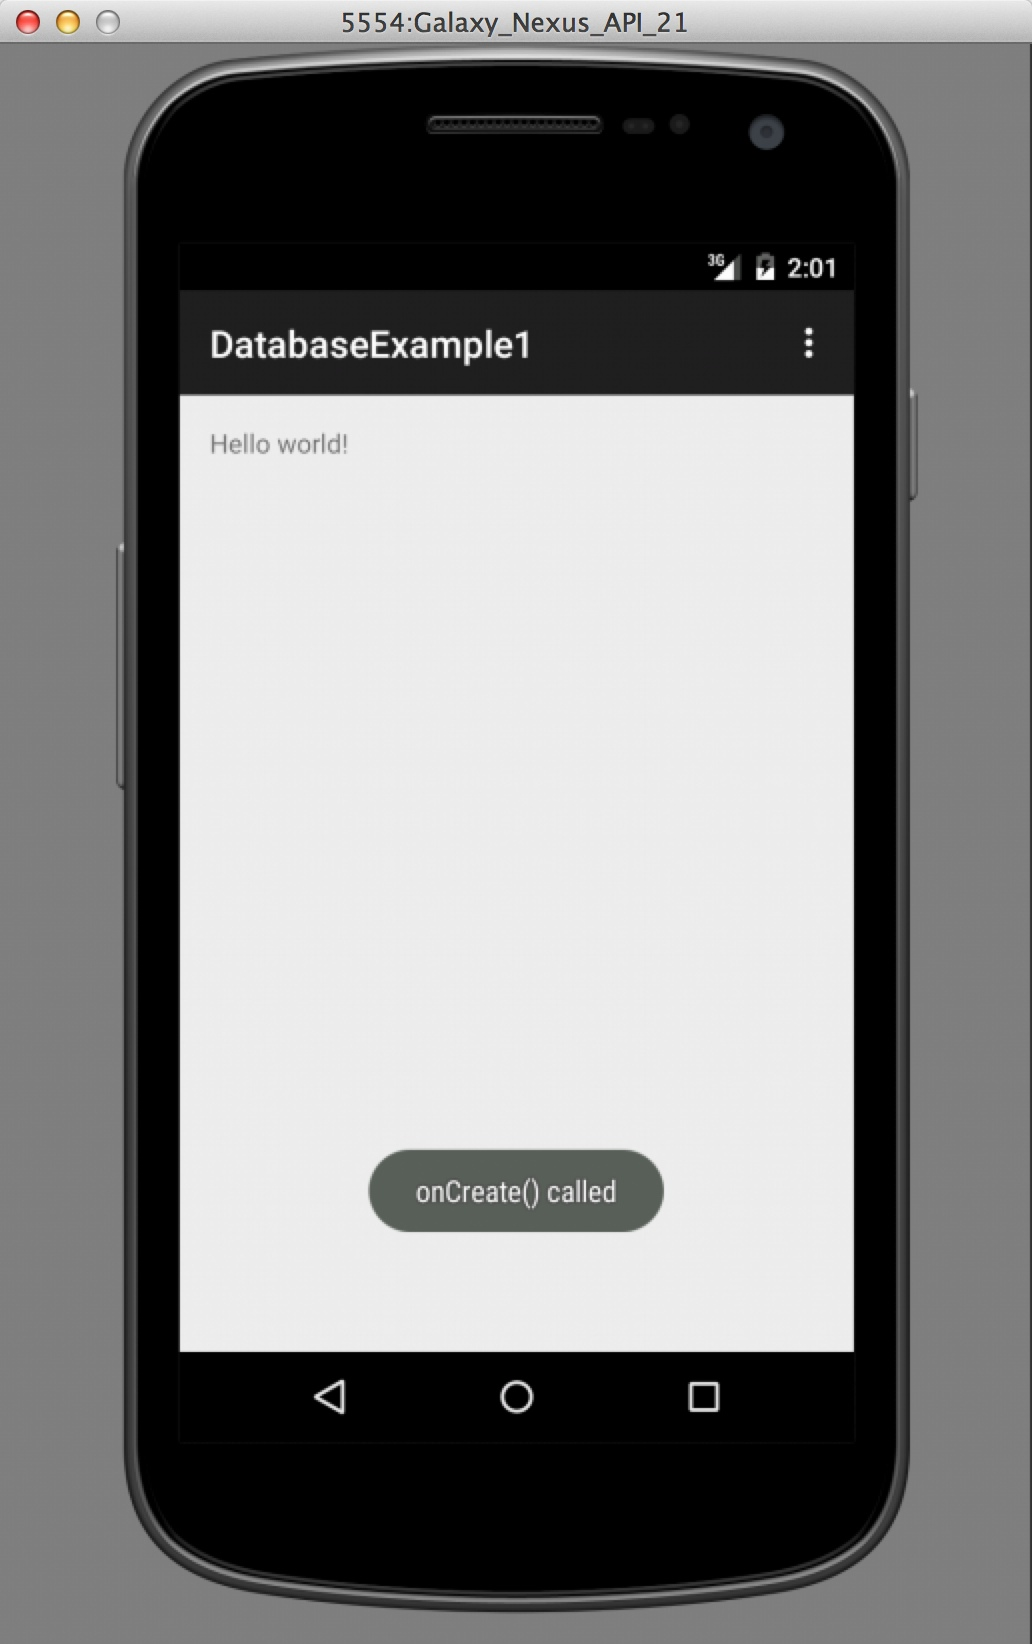 5554:Galaxy_Nexus_API_21
3G 2:01
DatabaseExample1
Hello world!
onCreate() called